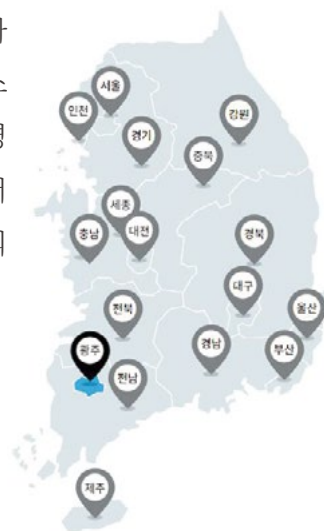 서울
인천
강원
경기
충북
세종
충남
대전
경북
대구
전북
울산
광주
경남
부산
전남
제주